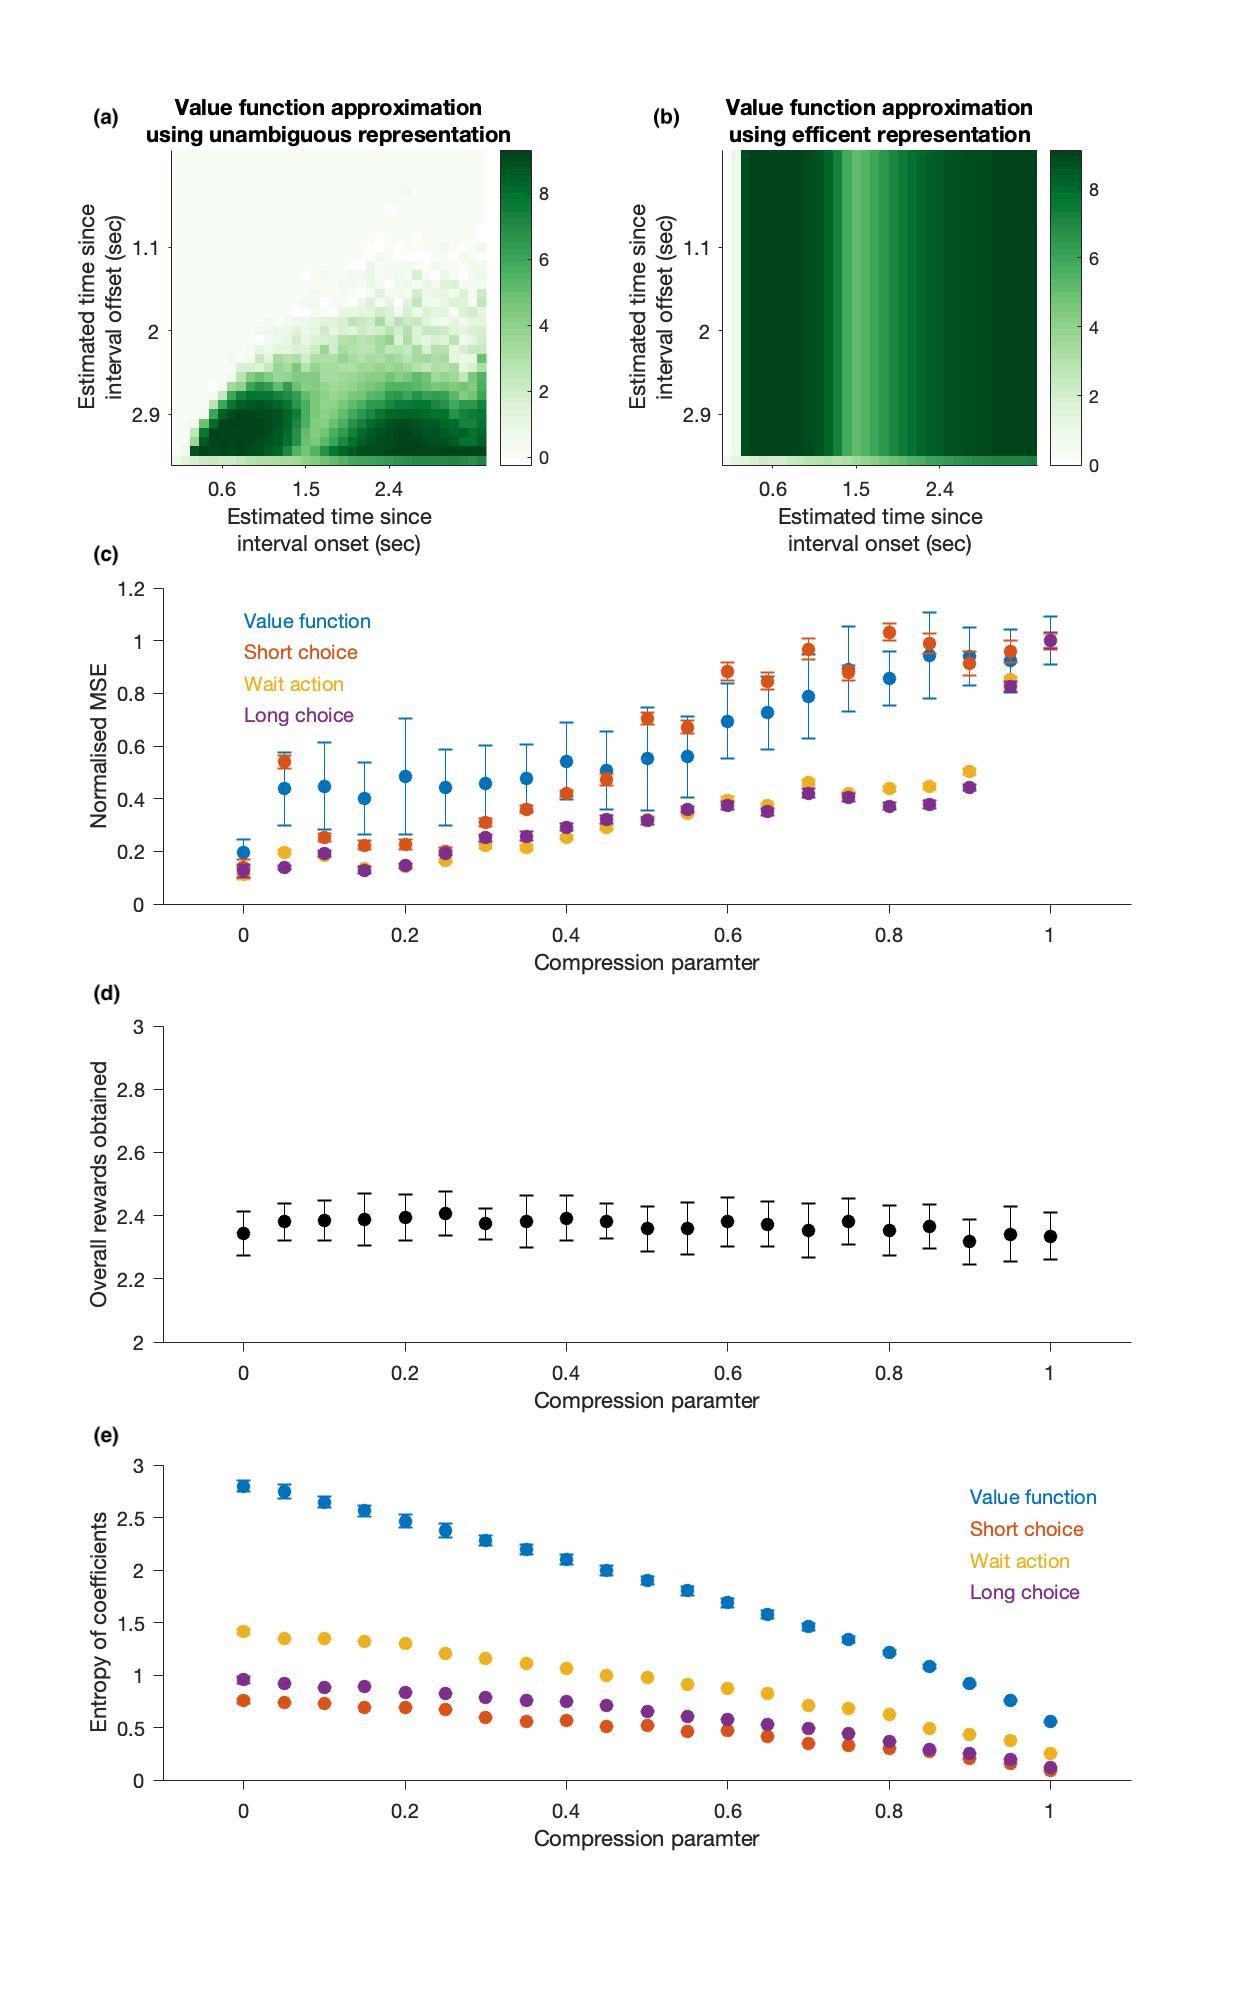 (a)
Value function approximation
using unambiguous representation
Estimated time since
interval offset (sec)
1.1
2
2.9
0.6 1.5 2.4
Estimated time since
interval onset (sec)
8
6
4
2
0
(b)
Value function approximation
using efficent representation
Estimated time since
interval offset (sec)
1.1
2
2.9
0.6 1.5 2.4
Estimated time since
interval onset (sec)
8
6
4
2
0
(c)
Normalised MSE
1.2
1
0.8
0.6
0.4
0.2
0
Value function
Short choice
Wait action
Long choice
0 0.2 0.4 0.6 0.8 1
Compression paramter
(d)
Overall rewards obtained
3
2.8
2.6
2.4
2.2
2
0 0.2 0.4 0.6 0.8 1
Compression paramter
(e)
Entropy of coefficients
3
2.5
2
1.5
1
0.5
0
Value function
Short choice
Wait action
Long choice
0 0.2 0.4 0.6 0.8 1
Compression paramter